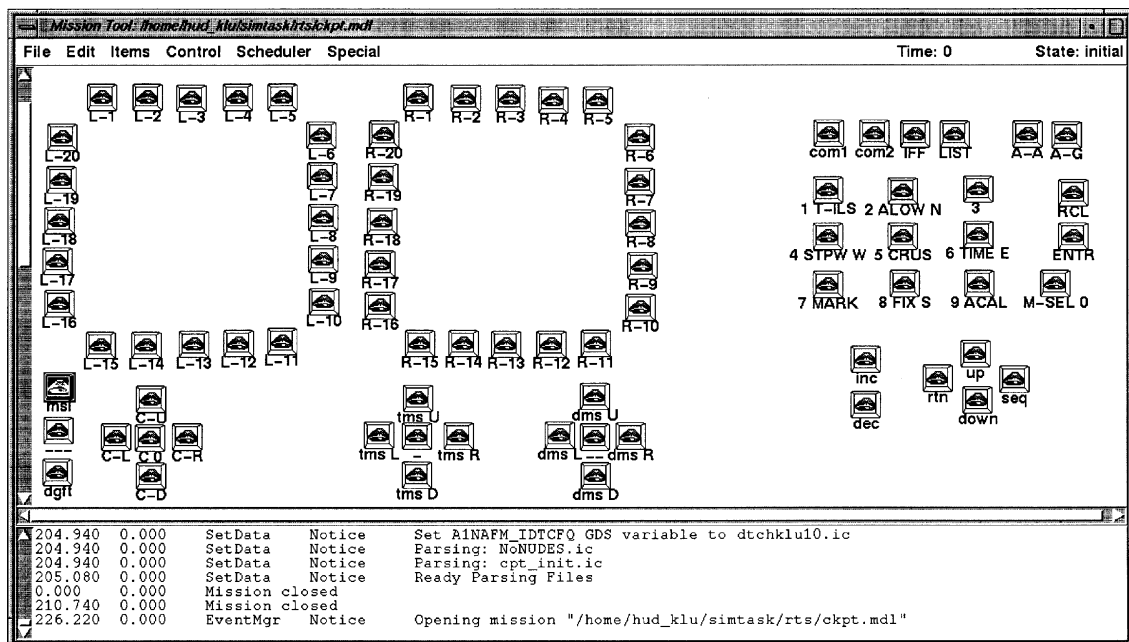 Mission Tool: /home/hud_klu/simtask/rts/ckpt.mdl
File Edit Items Control Scheduler Special Time: 0 State: initial
L-1 L-2 L-3 L-4 L-5 R-1 R-2 R-3 R-4 R-5
L-20 L-6 R-20 R-6 com1 com2 IFF LIST A-A A-G
L-19 L-7 R-19 R-7 1 T-ILS 2 ALOW N 3 RCL
L-18 L-8 R-18 R-8 4 STPW W 5 CRUS 6 TIME E ENTR
L-17 L-9 R-17 R-9 7 MARK 8 FIX S 9 ACAL M-SEL 0
L-16 L-10 R-16 R-10
L-15 L-14 L-13 L-12 L-11 R-15 R-14 R-13 R-12 R-11
inc up
msl C-U tms U dms U rtn seq
dec down
--- C-L C 0 C-R tms L - tms R dms L -- dms R
dgft C-D tms D dms D
204.940 0.000 SetData Notice Set A1NAFM_IDTCFQ GDS variable to dtchklu10.ic
204.940 0.000 SetData Notice Parsing: NoNUDES.ic
204.940 0.000 SetData Notice Parsing: cpt_init.ic
205.080 0.000 SetData Notice Ready Parsing Files
0.000 0.000 Mission closed
210.740 0.000 Mission closed
226.220 0.000 EventMgr Notice Opening mission "/home/hud_klu/simtask/rts/ckpt.mdl"